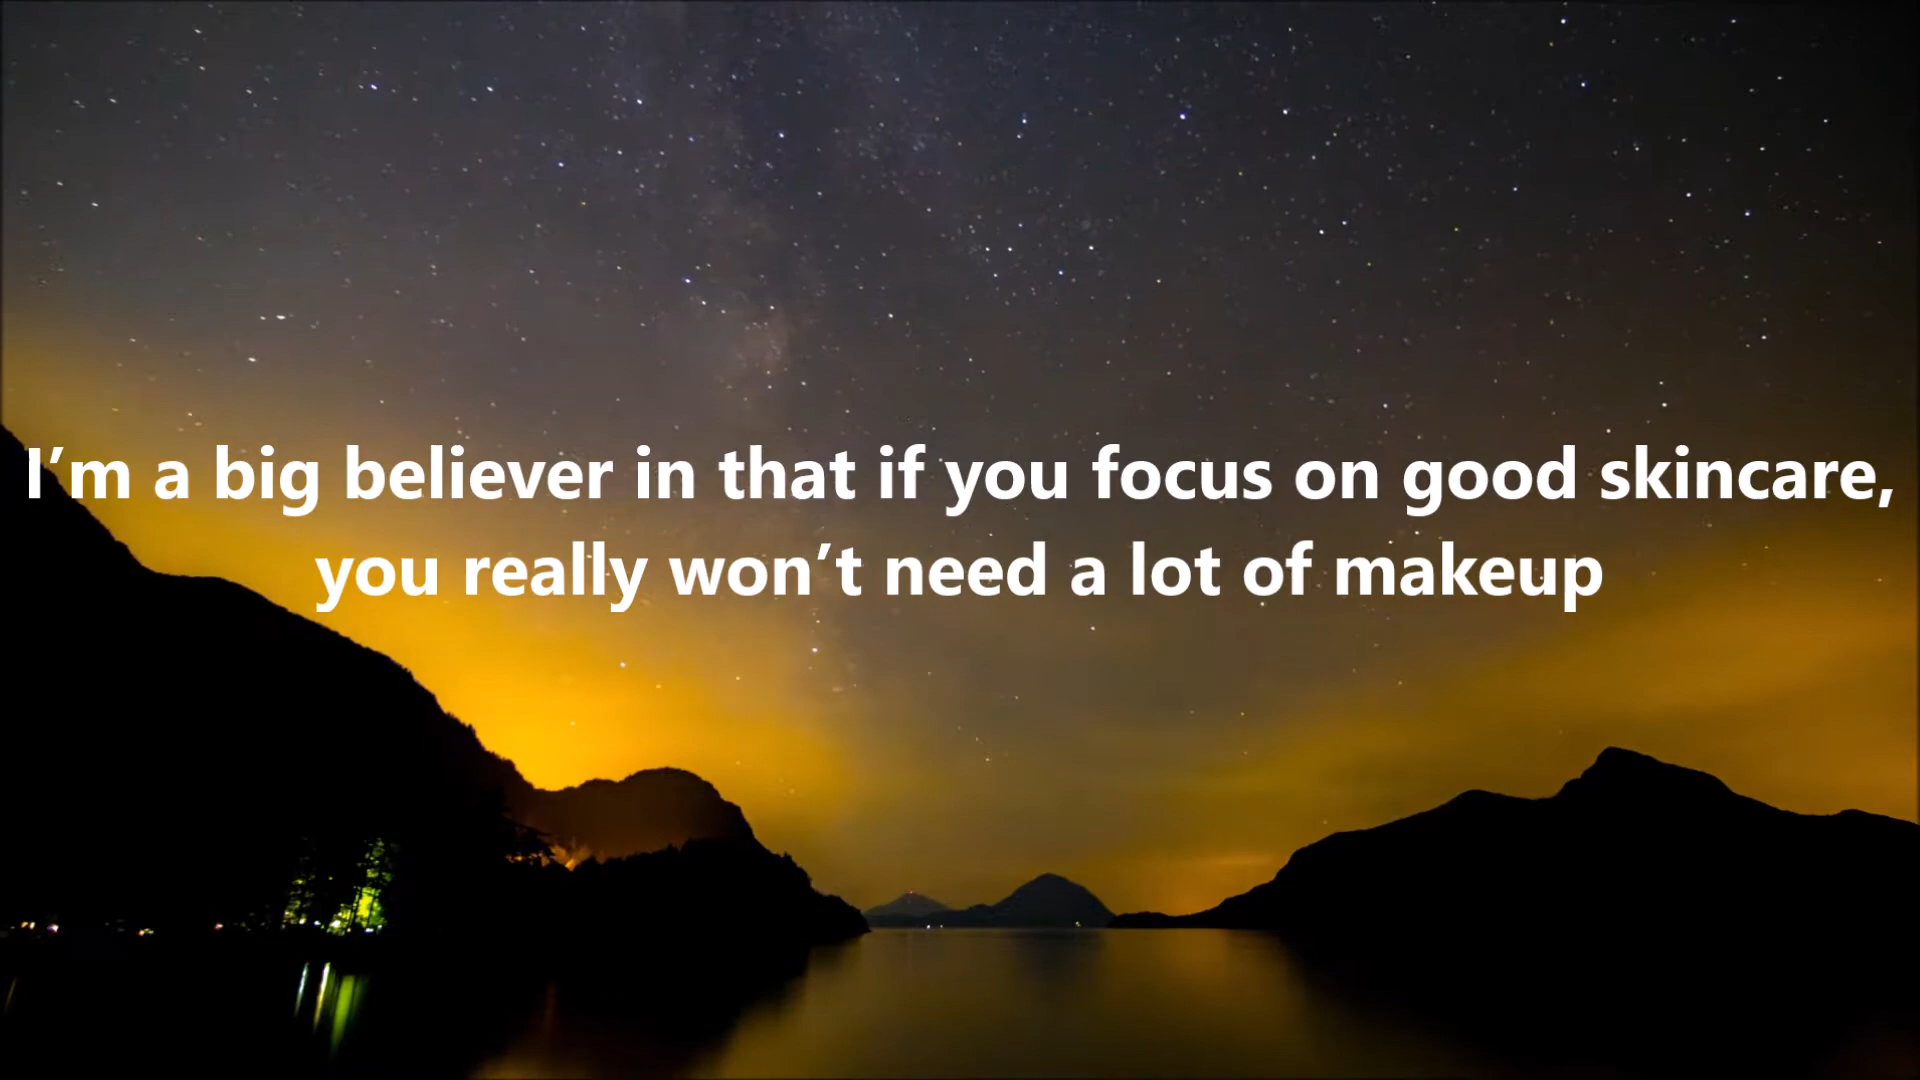 I’m a big believer in that if you focus on good skincare,
you really won’t need a lot of makeup